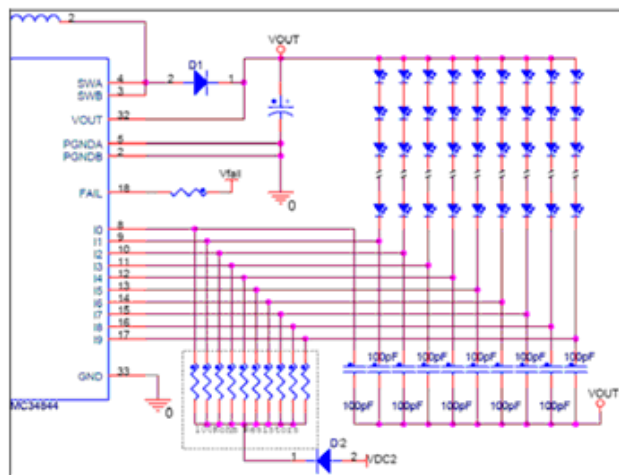 2
VOUT
D1
SWA 4
SWB 3
2 1
VOUT 32
PGNDA 5
PGNDB 2
Vfail
FAIL 18
0
I0 8
I1 9
I2 10
I3 11
I4 12
I5 13
I6 14
I7 15
I8 16
I9 17
100pF 100pF 100pF 100pF 100pF
GND 33
VOUT
MC34844
0
100pF 100pF 100pF 100pF 100pF
D2
1 2 VDC2